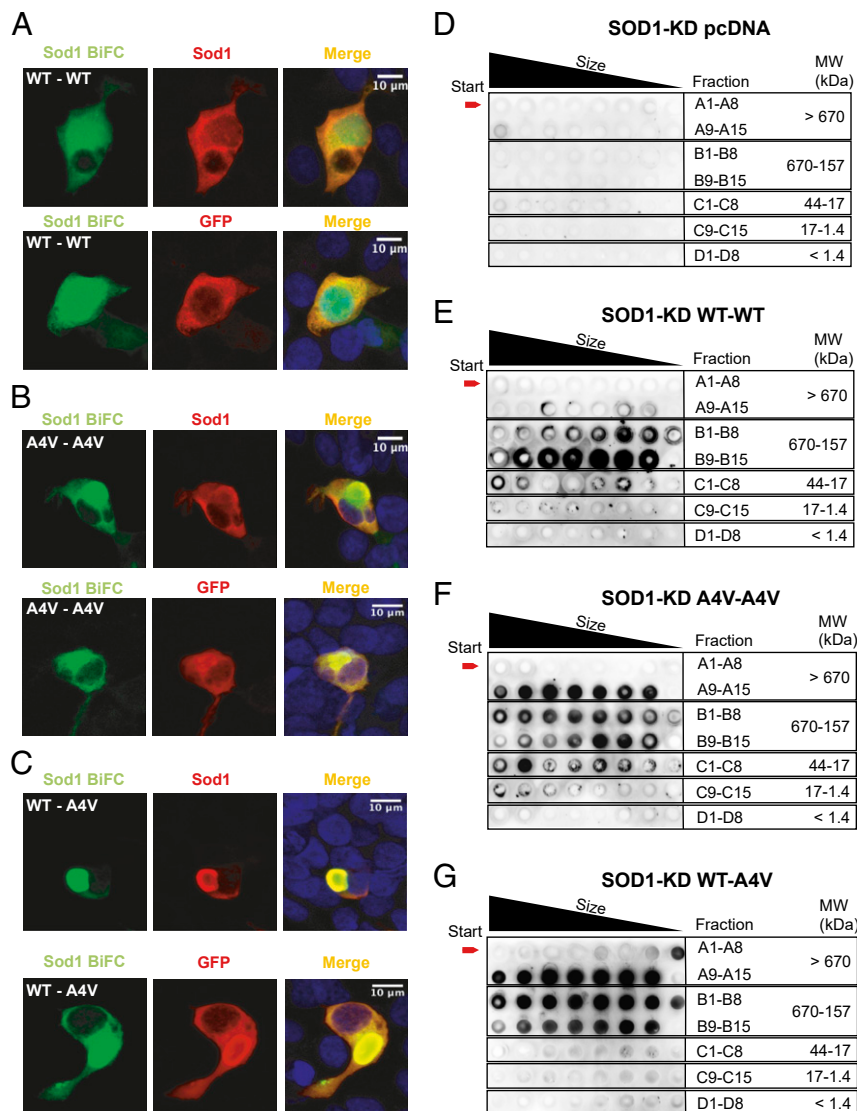 A
Sod1 BiFC Sod1 Merge
WT - WT
10 µm
Sod1 BiFC GFP Merge
WT - WT
10 µm
B
Sod1 BiFC Sod1 Merge
A4V - A4V
10 µm
Sod1 BiFC GFP Merge
A4V - A4V
10 µm
C
Sod1 BiFC Sod1 Merge
WT - A4V
10 µm
Sod1 BiFC GFP Merge
WT - A4V
10 µm
D
SOD1-KD pcDNA
MW
Size
Start Fraction (kDa)
A1-A8
> 670
A9-A15
B1-B8
670-157
B9-B15
C1-C8 44-17
C9-C15 17-1.4
D1-D8 < 1.4
E
SOD1-KD WT-WT
MW
Size
Start Fraction (kDa)
A1-A8
> 670
A9-A15
B1-B8
670-157
B9-B15
C1-C8 44-17
C9-C15 17-1.4
D1-D8 < 1.4
F
SOD1-KD A4V-A4V
MW
Size
Start Fraction (kDa)
A1-A8
> 670
A9-A15
B1-B8
670-157
B9-B15
C1-C8 44-17
C9-C15 17-1.4
D1-D8 < 1.4
G
SOD1-KD WT-A4V
MW
Size
Start Fraction (kDa)
A1-A8
> 670
A9-A15
B1-B8
670-157
B9-B15
C1-C8 44-17
C9-C15 17-1.4
D1-D8 < 1.4